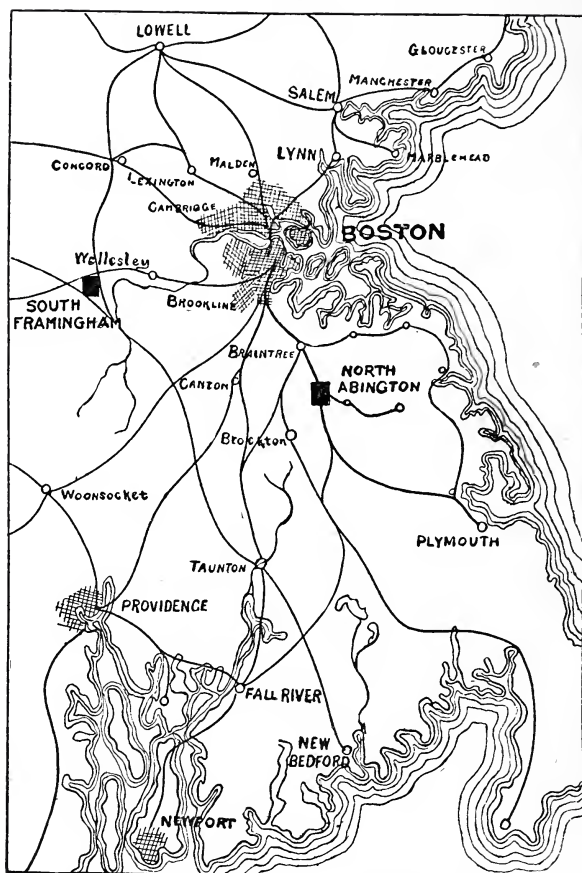 LOWELL
GLOUCESTER
MANCHESTER
SALEM
LYNN
MARBLEHEAD
MALDEN
CONCORD
LEXINGTON
CAMBRIDGE
BOSTON
Wellesley
SOUTH
FRAMINGHAM
BROOKLINE
BRAINTREE
NORTH
ABINGTON
CANTON
BROCKTON
WOONSOCKET
PLYMOUTH
TAUNTON
PROVIDENCE
FALL RIVER
NEW
BEDFORD
NEWPORT